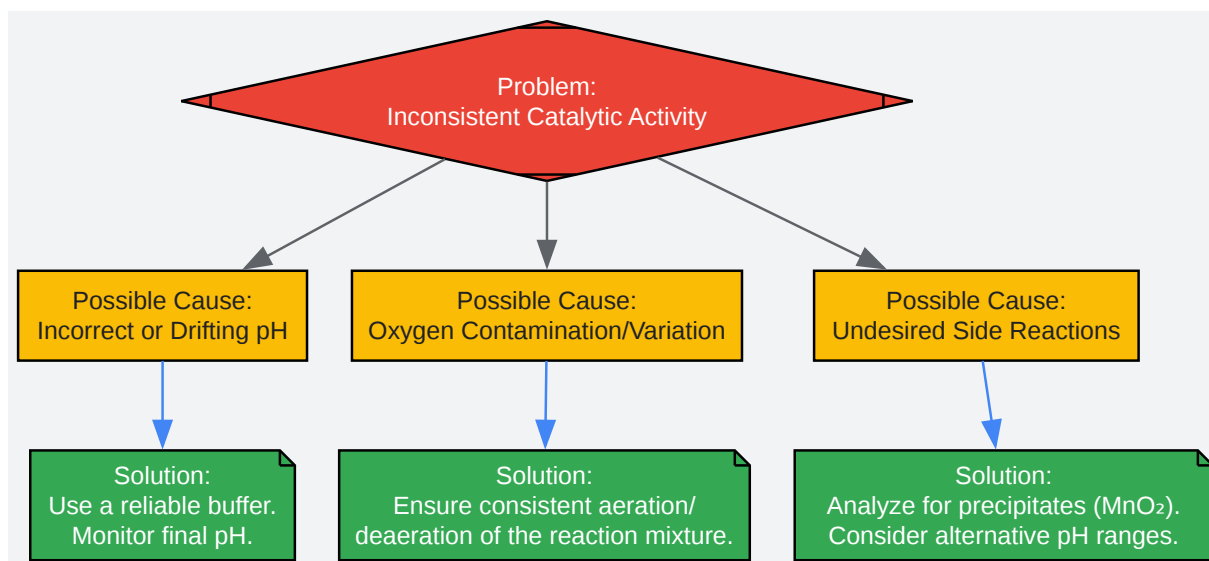 Problem:
Inconsistent Catalytic Activity
Possible Cause:
Incorrect or Drifting pH
Possible Cause:
Oxygen Contamination/Variation
Possible Cause:
Undesired Side Reactions
Solution:
Use a reliable buffer.
Monitor final pH.
Solution:
Ensure consistent aeration/
deaeration of the reaction mixture.
Solution:
Analyze for precipitates (MnO₂).
Consider alternative pH ranges.